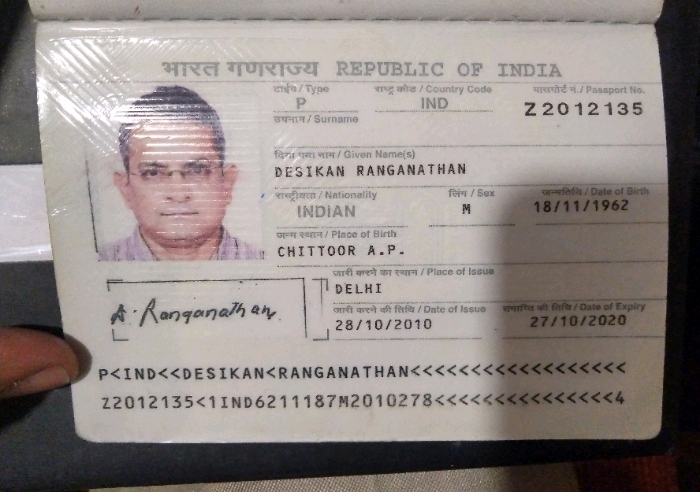 भारत गणराज्य REPUBLIC OF INDIA
टाईप / Type राष्ट्र कोड / Country Code पासपोर्ट नं. / Passport No.
P IND Z2012135
उपनाम / Surname
दिया गया नाम / Given Name(s)
DESIKAN RANGANATHAN
राष्ट्रीयता / Nationality लिंग / Sex जन्मतिथि / Date of Birth
INDIAN M 18/11/1962
जन्म स्थान / Place of Birth
CHITTOOR A.P.
जारी करने का स्थान / Place of Issue
DELHI
जारी करने की तिथि / Date of Issue समाप्ति की तिथि / Date of Expiry
28/10/2010 27/10/2020
Ranganathan
P<IND<<DESIKAN<RANGANATHAN<<<<<<<<<<<<<<<<<<
Z2012135<1IND6211187M2010278<<<<<<<<<<<<<<<4